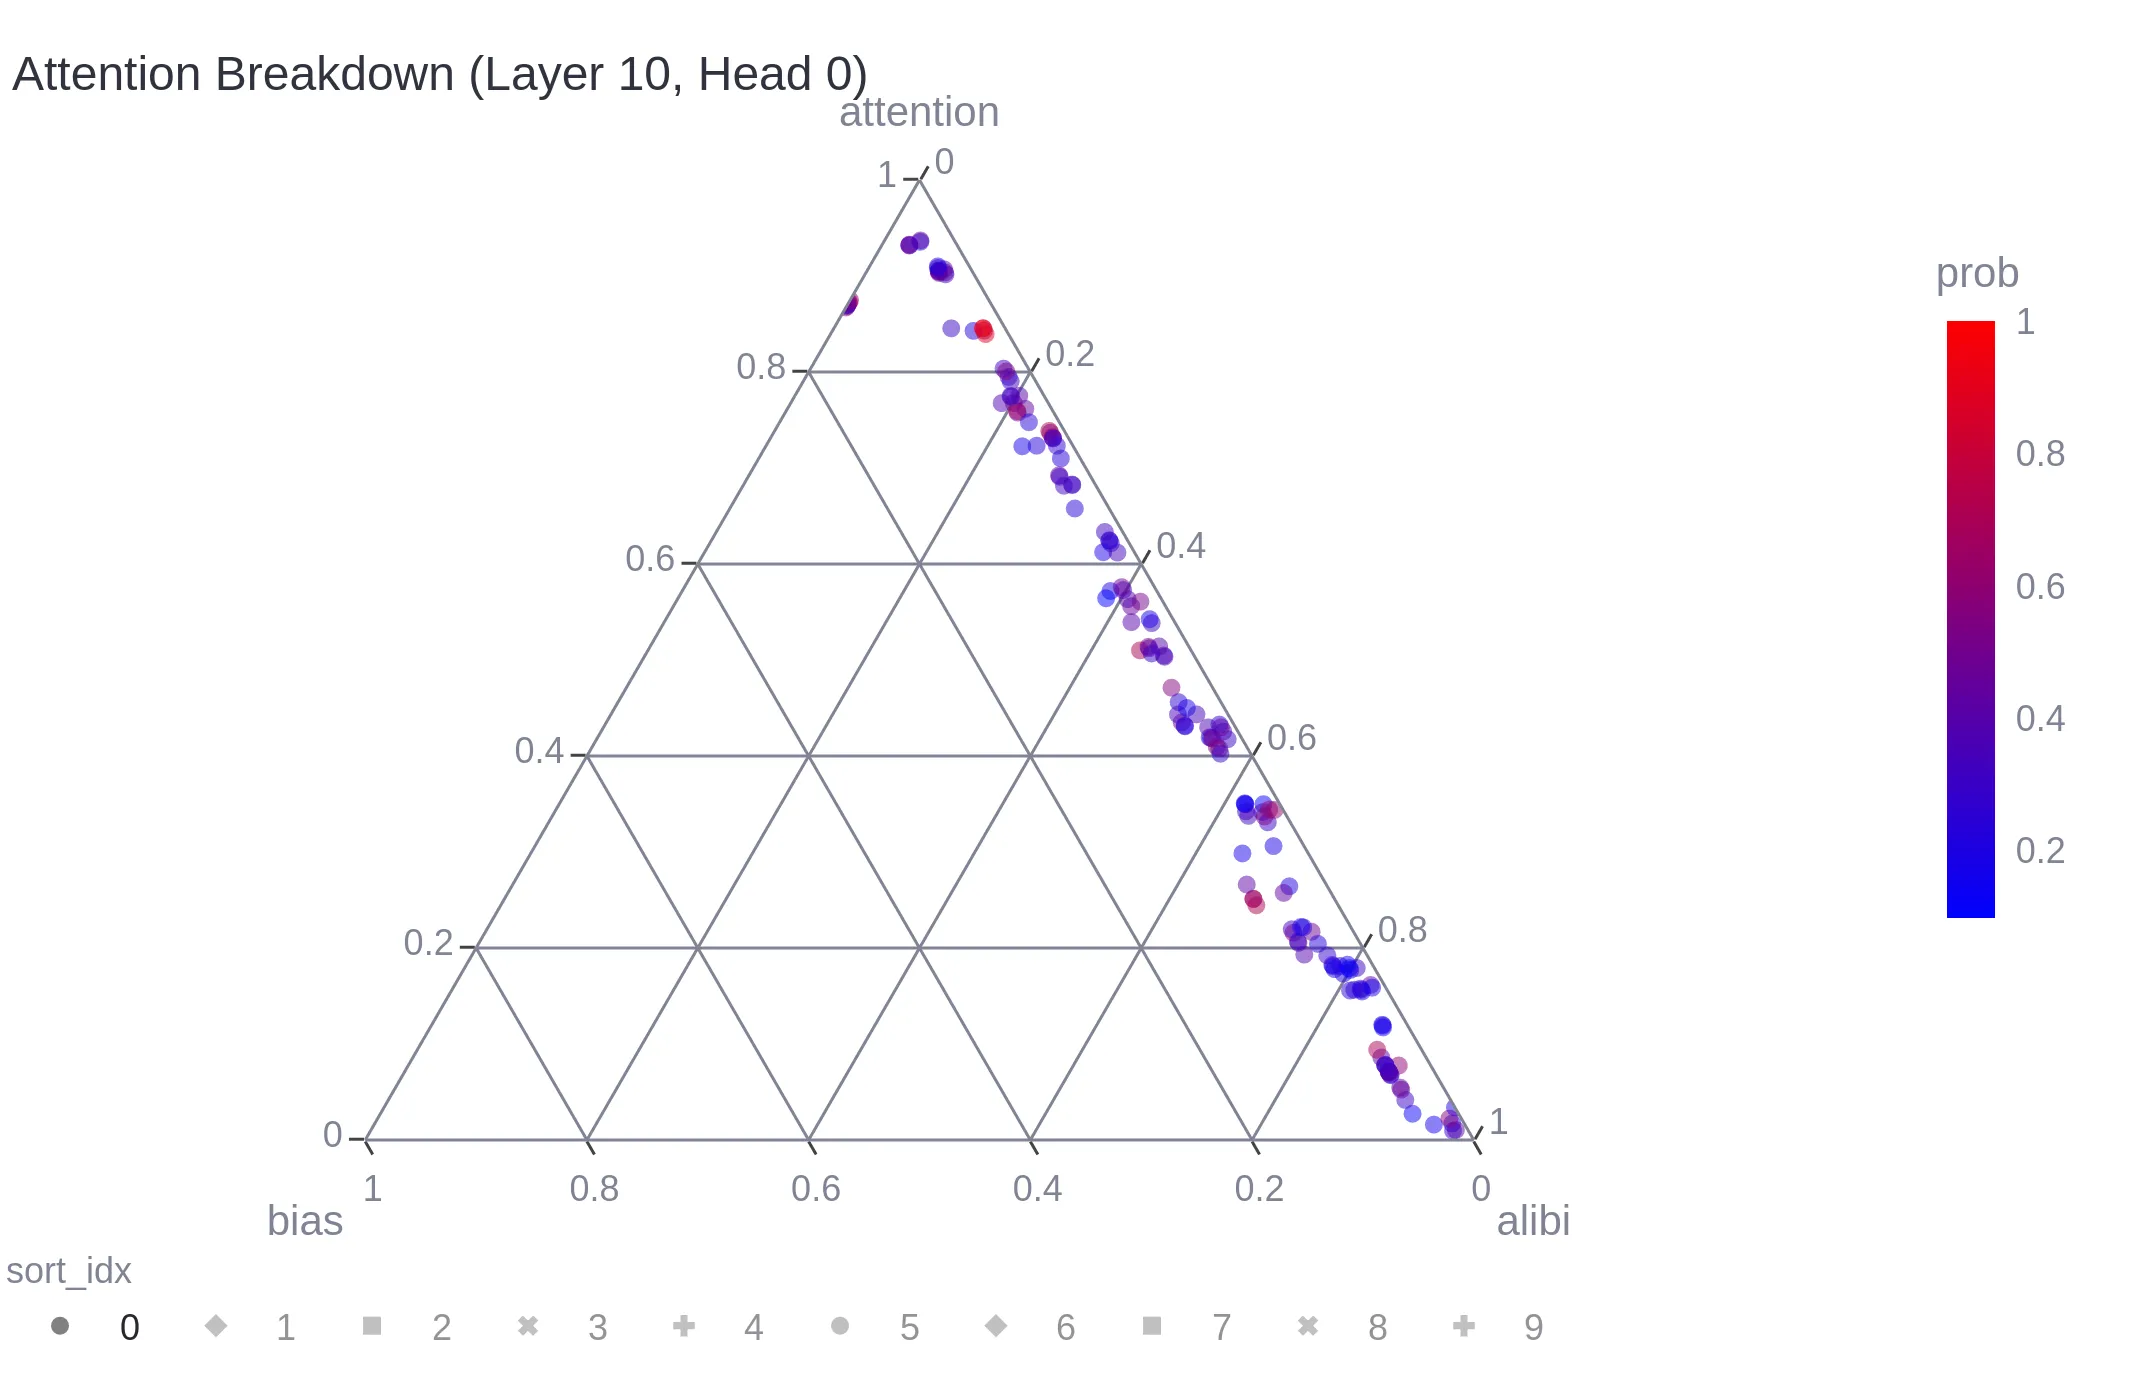 Attention Breakdown (Layer 10, Head 0)
attention
1 0
prob
1
0.8 0.2
0.8
0.6 0.4
0.6
0.4 0.6
0.4
0.2 0.8
0.2
0 1
1 0.8 0.6 0.4 0.2 0
bias alibi
sort_idx
0 1 2 3 4 5 6 7 8 9